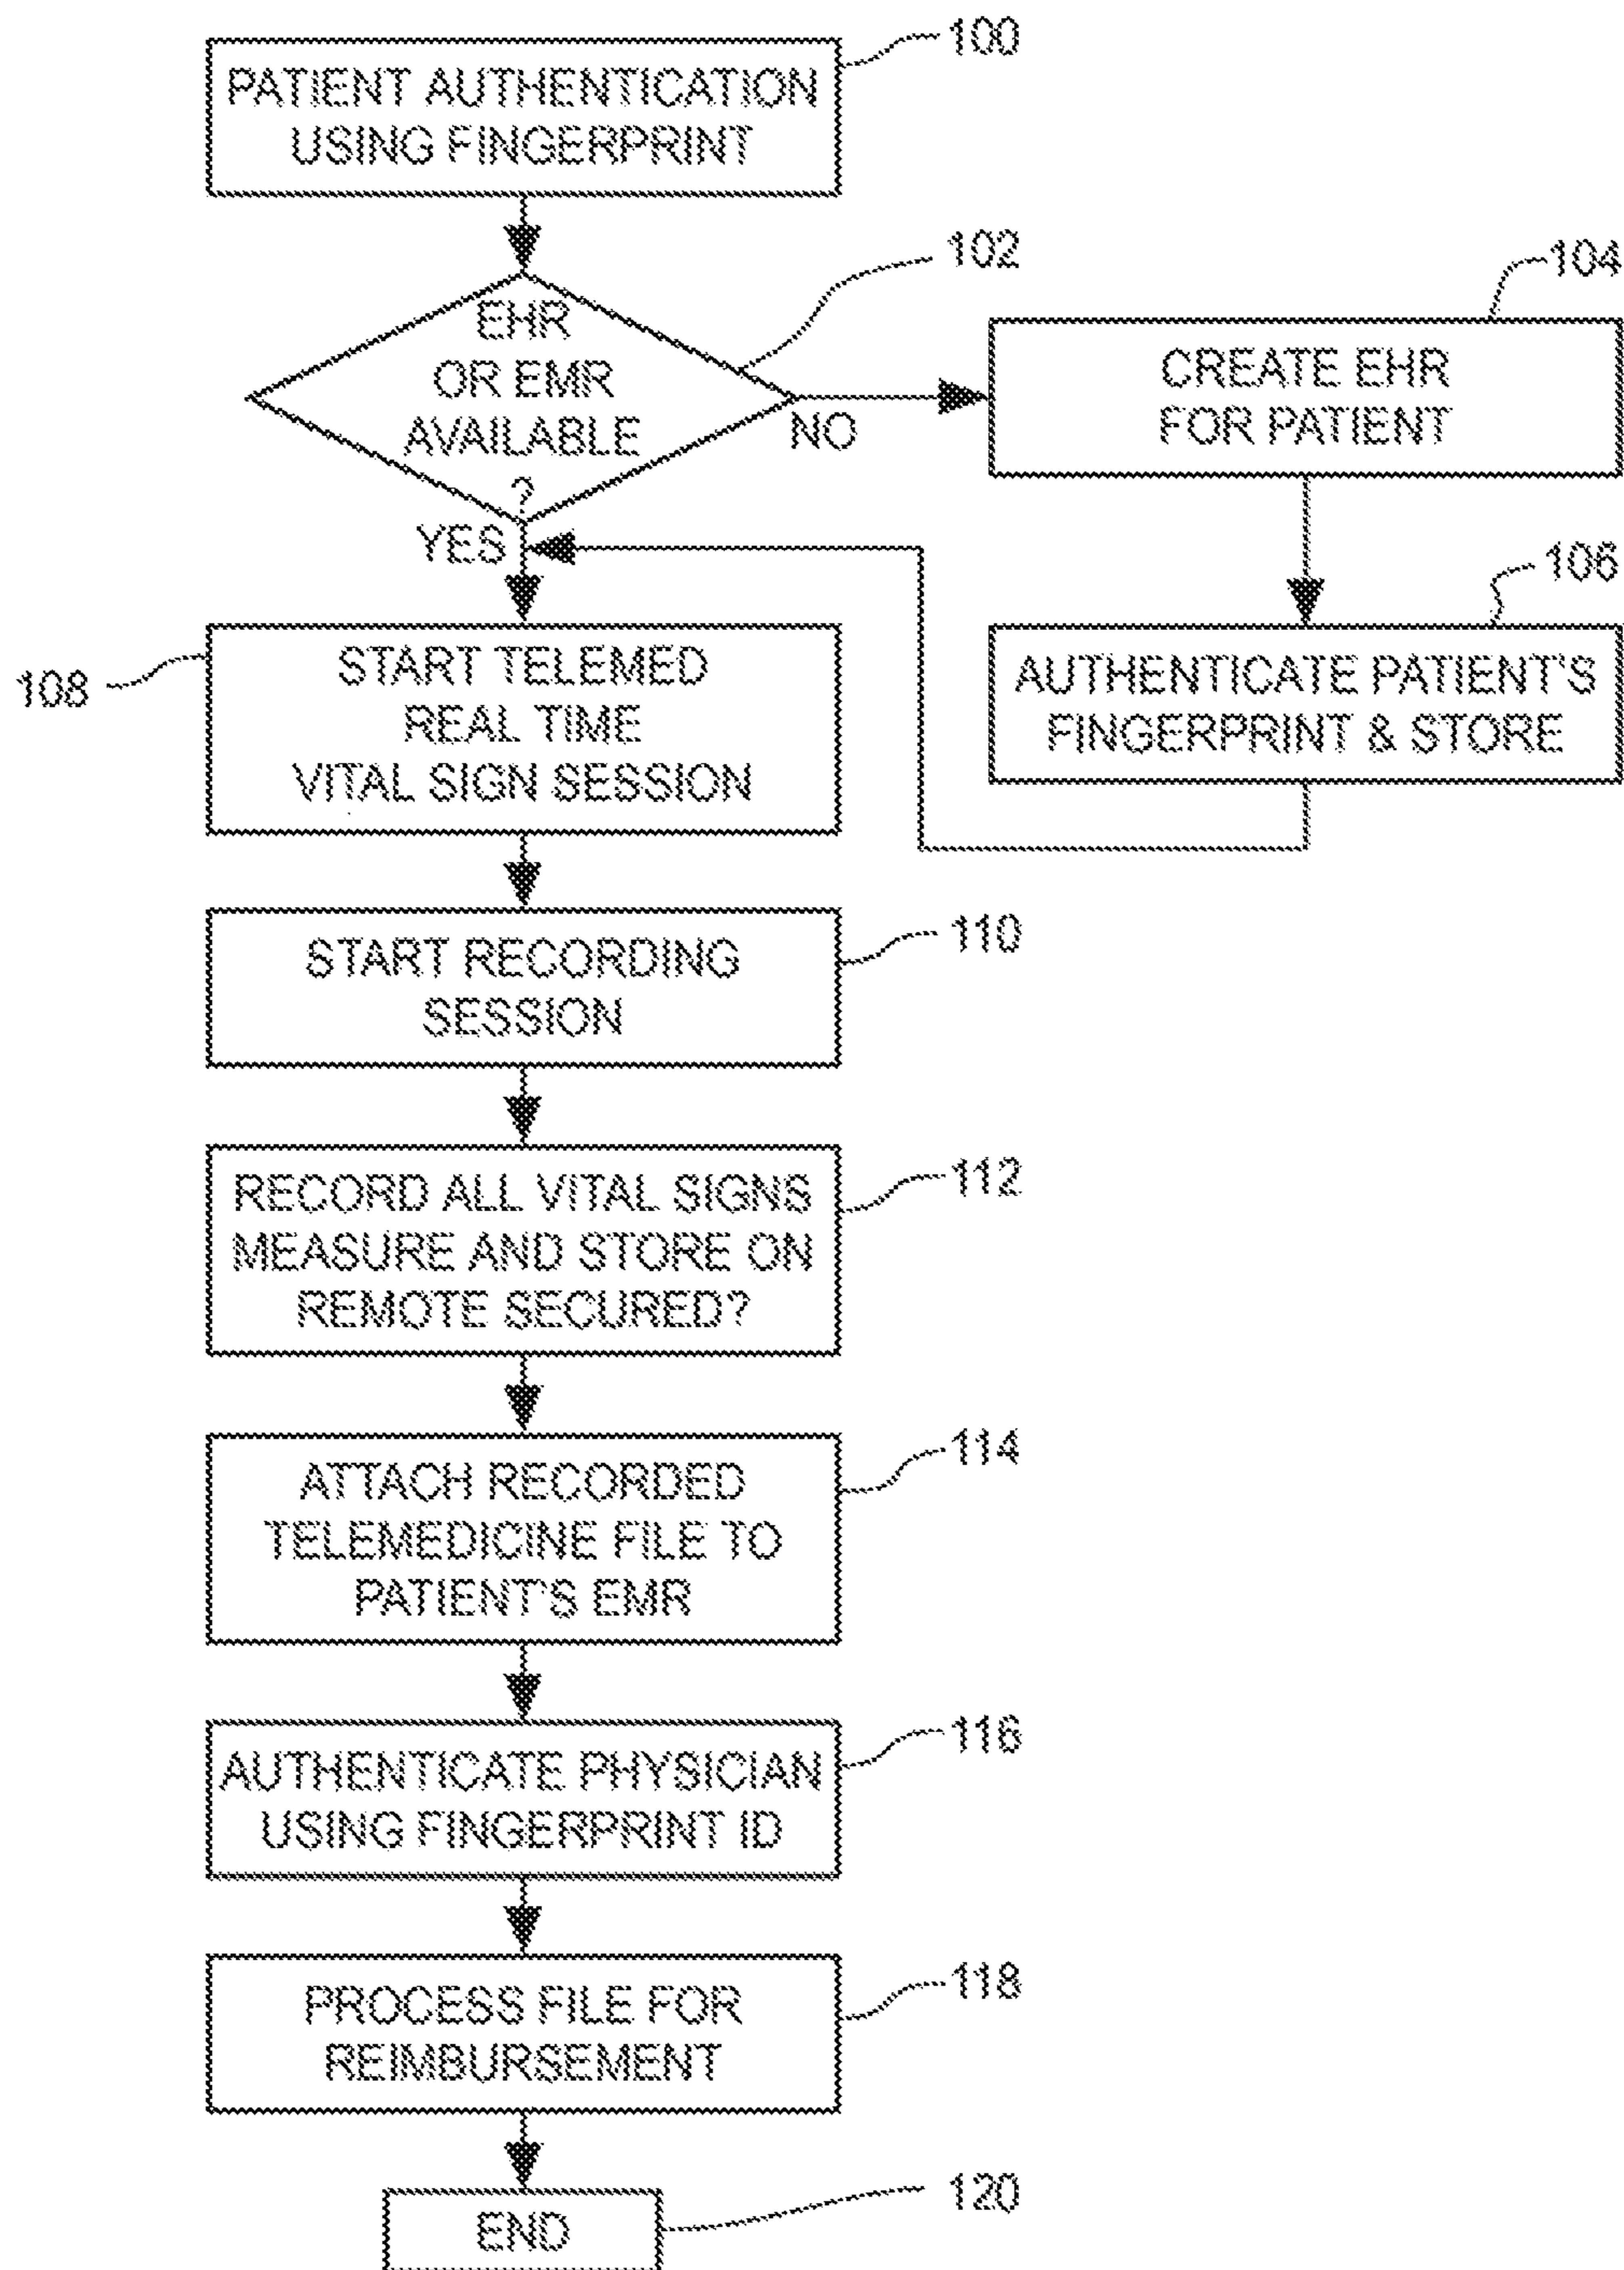 100
PATIENT AUTHENTICATION
USING FINGERPRINT
102
EHR
OR EMR
AVAILABLE
?
NO
YES
104
CREATE EHR
FOR PATIENT
106
AUTHENTICATE PATIENT'S
FINGERPRINT & STORE
108
START TELEMED
REAL TIME
VITAL SIGN SESSION
110
START RECORDING
SESSION
112
RECORD ALL VITAL SIGNS
MEASURE AND STORE ON
REMOTE SECURED?
114
ATTACH RECORDED
TELEMEDICINE FILE TO
PATIENT'S EMR
116
AUTHENTICATE PHYSICIAN
USING FINGERPRINT ID
118
PROCESS FILE FOR
REIMBURSEMENT
120
END